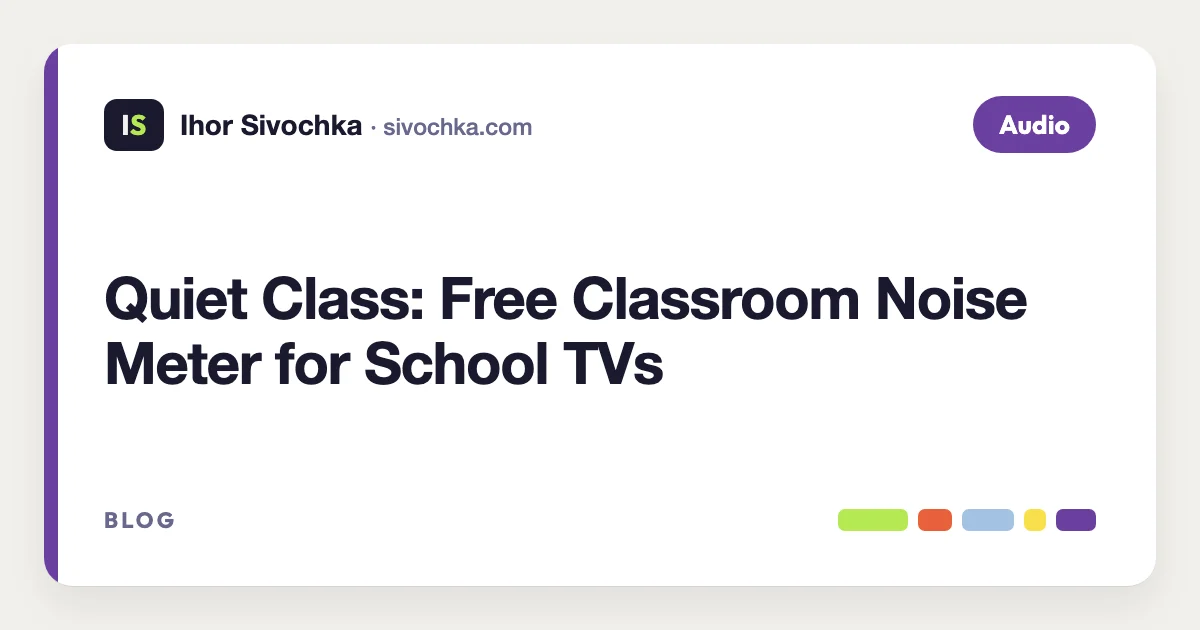 IS
Ihor Sivochka · sivochka.com
Audio
Quiet Class: Free Classroom Noise
Meter for School TVs
BLOG